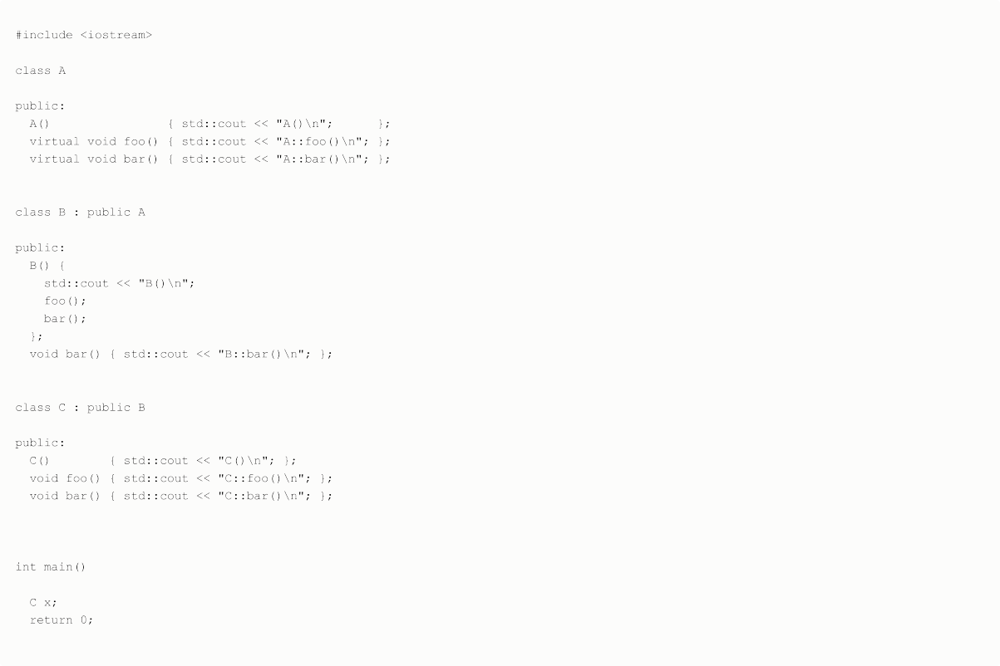 #include <iostream>
class A
public:
  A()                { std::cout << "A()\n";      };
  virtual void foo() { std::cout << "A::foo()\n"; };
  virtual void bar() { std::cout << "A::bar()\n"; };
class B : public A
public:
  B() {
    std::cout << "B()\n";
    foo();
    bar();
  };
  void bar() { std::cout << "B::bar()\n"; };
class C : public B
public:
  C()        { std::cout << "C()\n"; };
  void foo() { std::cout << "C::foo()\n"; };
  void bar() { std::cout << "C::bar()\n"; };
int main()
  C x;
  return 0;